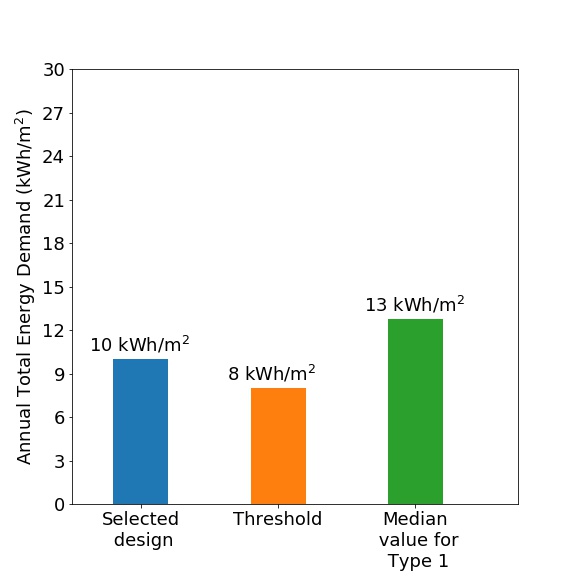 Annual Total Energy Demand (kWh/m²)
30
27
24
21
18
15
12
9
6
3
0
10 kWh/m²
8 kWh/m²
13 kWh/m²
Selected
design
Threshold
Median
value for
Type 1